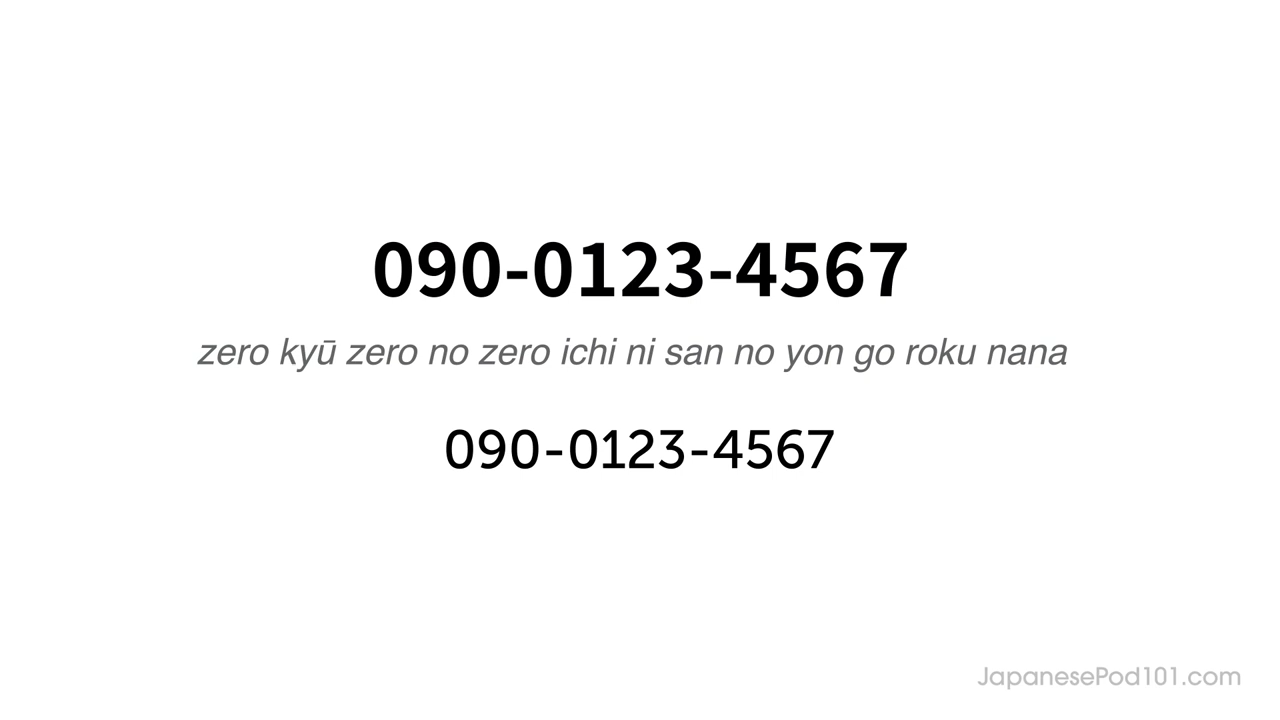 090-0123-4567
zero kyū zero no zero ichi ni san no yon go roku nana
090-0123-4567
JapanesePod101.com